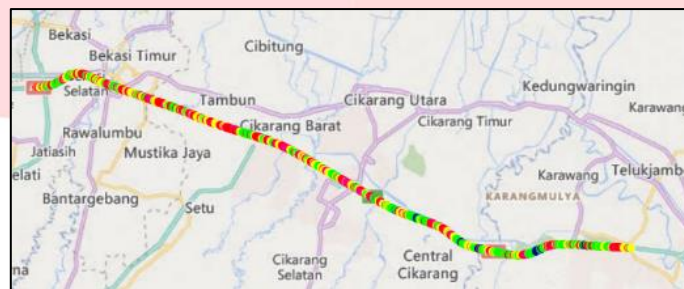 Bekasi
Bekasi Timur
Cibitung
Kedungwaringin
Selatan
Tambun
Cikarang Utara
Karawang
Cikarang Barat
Cikarang Timur
Rawalumbu
Jatiasih
Mustika Jaya
Karawang
Telukjamb
elati
Bantargebang
KARANGMULYA
Setu
Cikarang
Selatan
Central
Cikarang
na